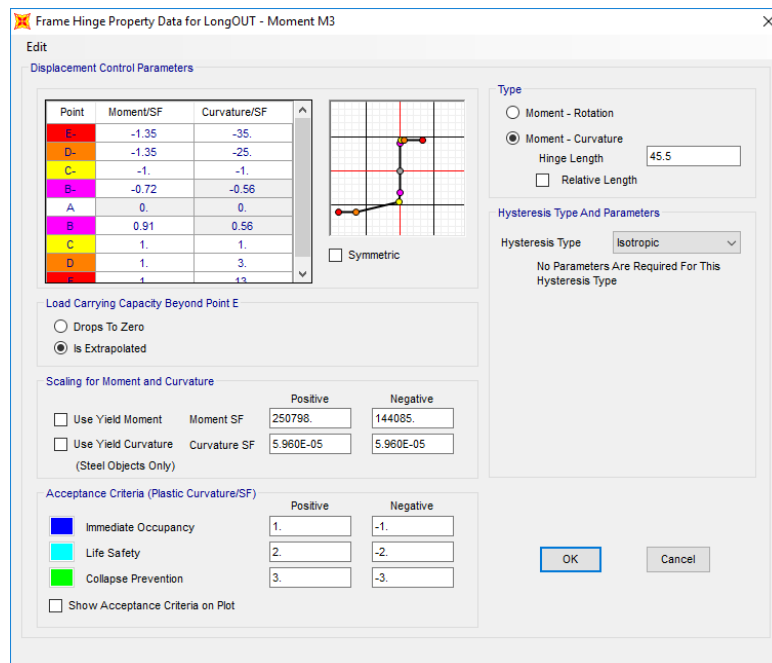 Frame Hinge Property Data for LongOUT - Moment M3
Edit
Displacement Control Parameters
Point Moment/SF Curvature/SF
E- -1.35 -35.
D- -1.35 -25.
C- -1. -1.
B- -0.72 -0.56
A 0. 0.
B 0.91 0.56
C 1. 1.
D 1. 3.
E 1. 13.
Symmetric
Type
Moment - Rotation
Moment - Curvature
Hinge Length 45.5
Relative Length
Hysteresis Type And Parameters
Hysteresis Type Isotropic
No Parameters Are Required For This
Hysteresis Type
Load Carrying Capacity Beyond Point E
Drops To Zero
Is Extrapolated
Scaling for Moment and Curvature
Positive Negative
Use Yield Moment Moment SF 250798. 144085.
Use Yield Curvature Curvature SF 5.960E-05 5.960E-05
(Steel Objects Only)
Acceptance Criteria (Plastic Curvature/SF)
Positive Negative
Immediate Occupancy 1. -1.
Life Safety 2. -2.
Collapse Prevention 3. -3.
Show Acceptance Criteria on Plot
OK Cancel